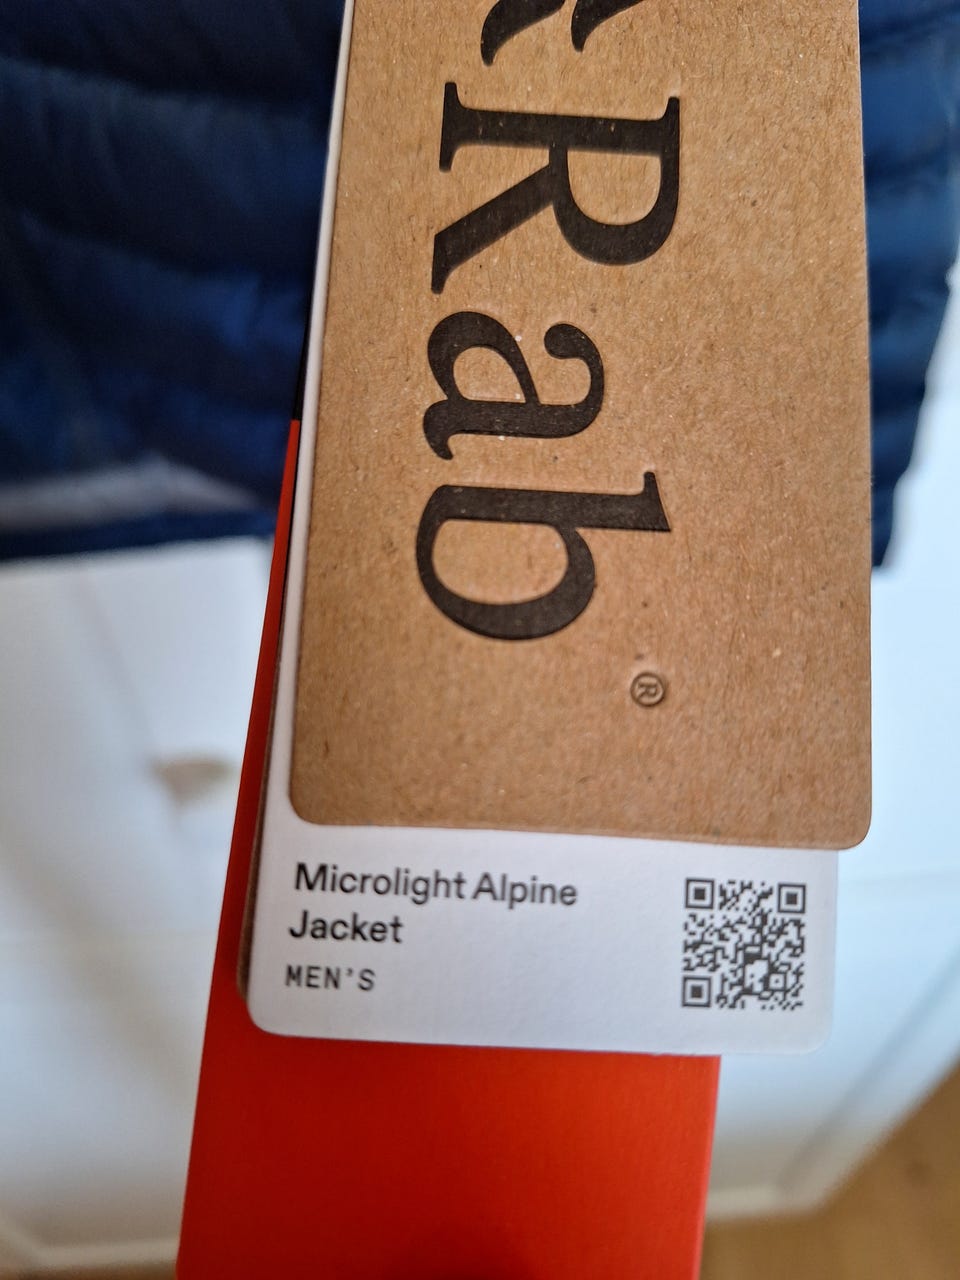 Rab
®
Microlight Alpine
Jacket
MEN'S